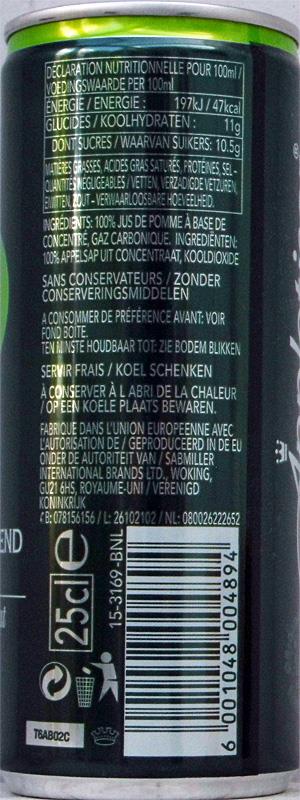 DÉCLARATION NUTRITIONNELLE POUR 100ml /
VOEDINGSWAARDE PER 100ml
ÉNERGIE / ENERGIE : 197kJ / 47kcal
GLUCIDES / KOOLHYDRATEN : 11g
DONT SUCRES / WAARVAN SUIKERS: 10.5g
MATIÈRES GRASSES, ACIDES GRAS SATURÉS, PROTÉINES, SEL –
QUANTITÉS NÉGLIGEABLES / VETTEN, VERZADIGDE VETZUREN,
EIWITTEN, ZOUT – VERWAARLOOSBARE HOEVEELHEID.
INGRÉDIENTS: 100% JUS DE POMME À BASE DE
CONCENTRÉ, GAZ CARBONIQUE. INGREDIËNTEN:
100% APPELSAP UIT CONCENTRAAT, KOOLDIOXIDE
SANS CONSERVATEURS / ZONDER
CONSERVERINGSMIDDELEN
A CONSOMMER DE PRÉFÉRENCE AVANT: VOIR
FOND BOÎTE.
TEN MINSTE HOUDBAAR TOT: ZIE BODEM BLIKKEN
SERVIR FRAIS / KOEL SCHENKEN
À CONSERVER À L ABRI DE LA CHALEUR
/ OP EEN KOELE PLAATS BEWAREN.
FABRIQUE DANS L'UNION EUROPEENNE AVEC
L'AUTORISATION DE / GEPRODUCEERD IN DE EU
ONDER DE AUTORITEIT VAN / SABMILLER
INTERNATIONAL BRANDS LTD., WOKING,
GU21 6HS, ROYAUME-UNI / VERENIGD
KONINKRIJK
B: 078156156 / L: 26102102 / NL: 080026222652
END
25cl e
15-3169-BNL
6 001048 004894
T6AB02C